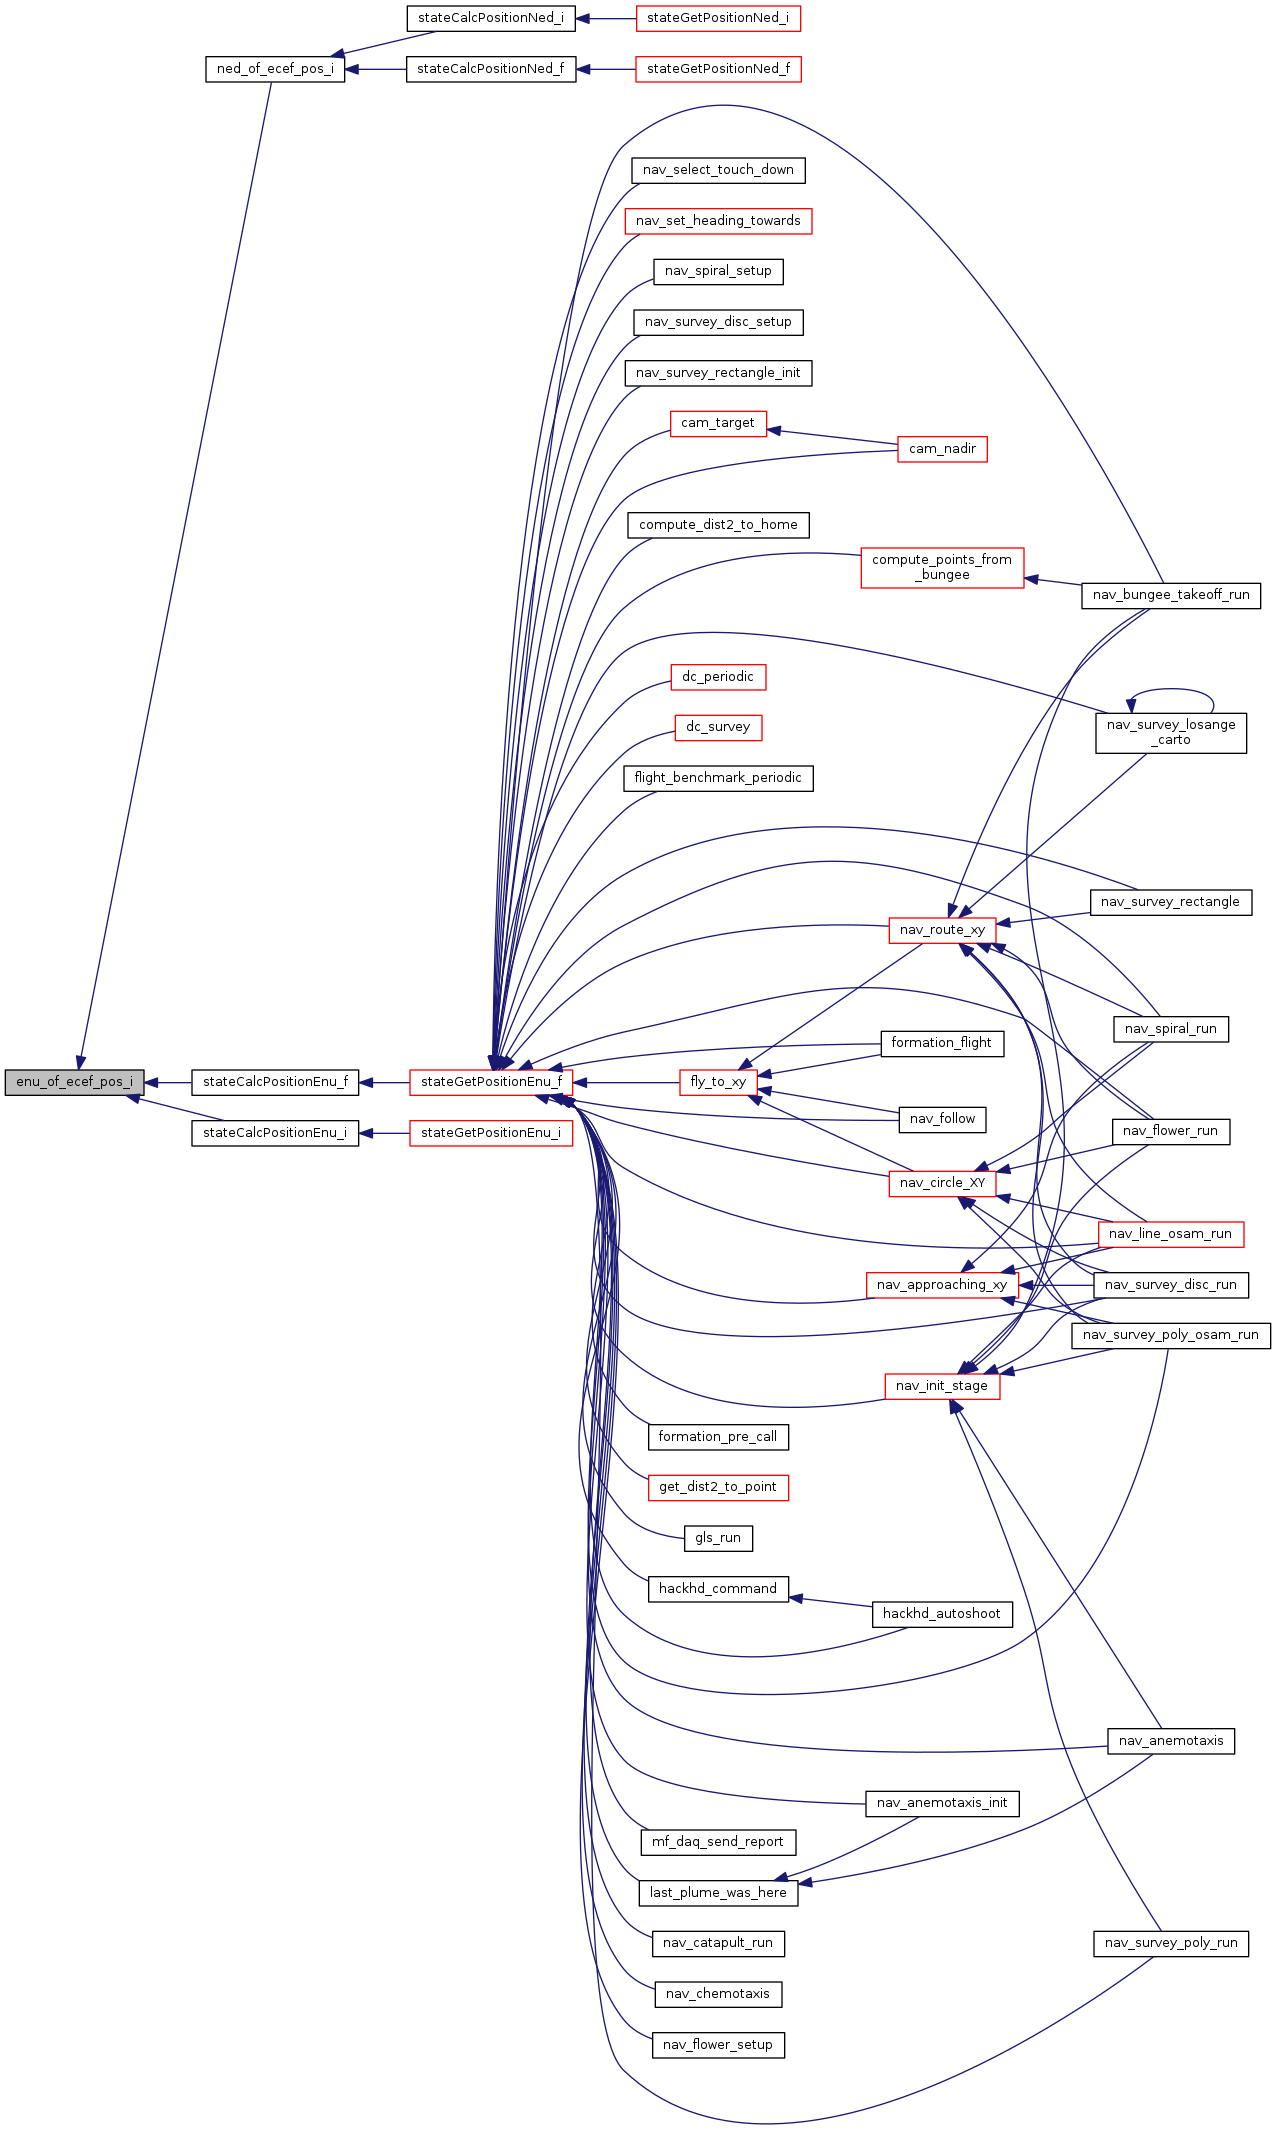 stateCalcPositionNed_i
stateGetPositionNed_i
ned_of_ecef_pos_i
stateCalcPositionNed_f
stateGetPositionNed_f
nav_select_touch_down
nav_set_heading_towards
nav_spiral_setup
nav_survey_disc_setup
nav_survey_rectangle_init
cam_target
cam_nadir
compute_dist2_to_home
compute_points_from
_bungee
nav_bungee_takeoff_run
dc_periodic
dc_survey
nav_survey_losange
_carto
flight_benchmark_periodic
nav_survey_rectangle
nav_route_xy
nav_spiral_run
formation_flight
enu_of_ecef_pos_i
stateCalcPositionEnu_f
stateGetPositionEnu_f
fly_to_xy
nav_follow
stateCalcPositionEnu_i
stateGetPositionEnu_i
nav_flower_run
nav_circle_XY
nav_line_osam_run
nav_approaching_xy
nav_survey_disc_run
nav_survey_poly_osam_run
nav_init_stage
formation_pre_call
get_dist2_to_point
gls_run
hackhd_command
hackhd_autoshoot
nav_anemotaxis
nav_anemotaxis_init
mf_daq_send_report
last_plume_was_here
nav_catapult_run
nav_survey_poly_run
nav_chemotaxis
nav_flower_setup